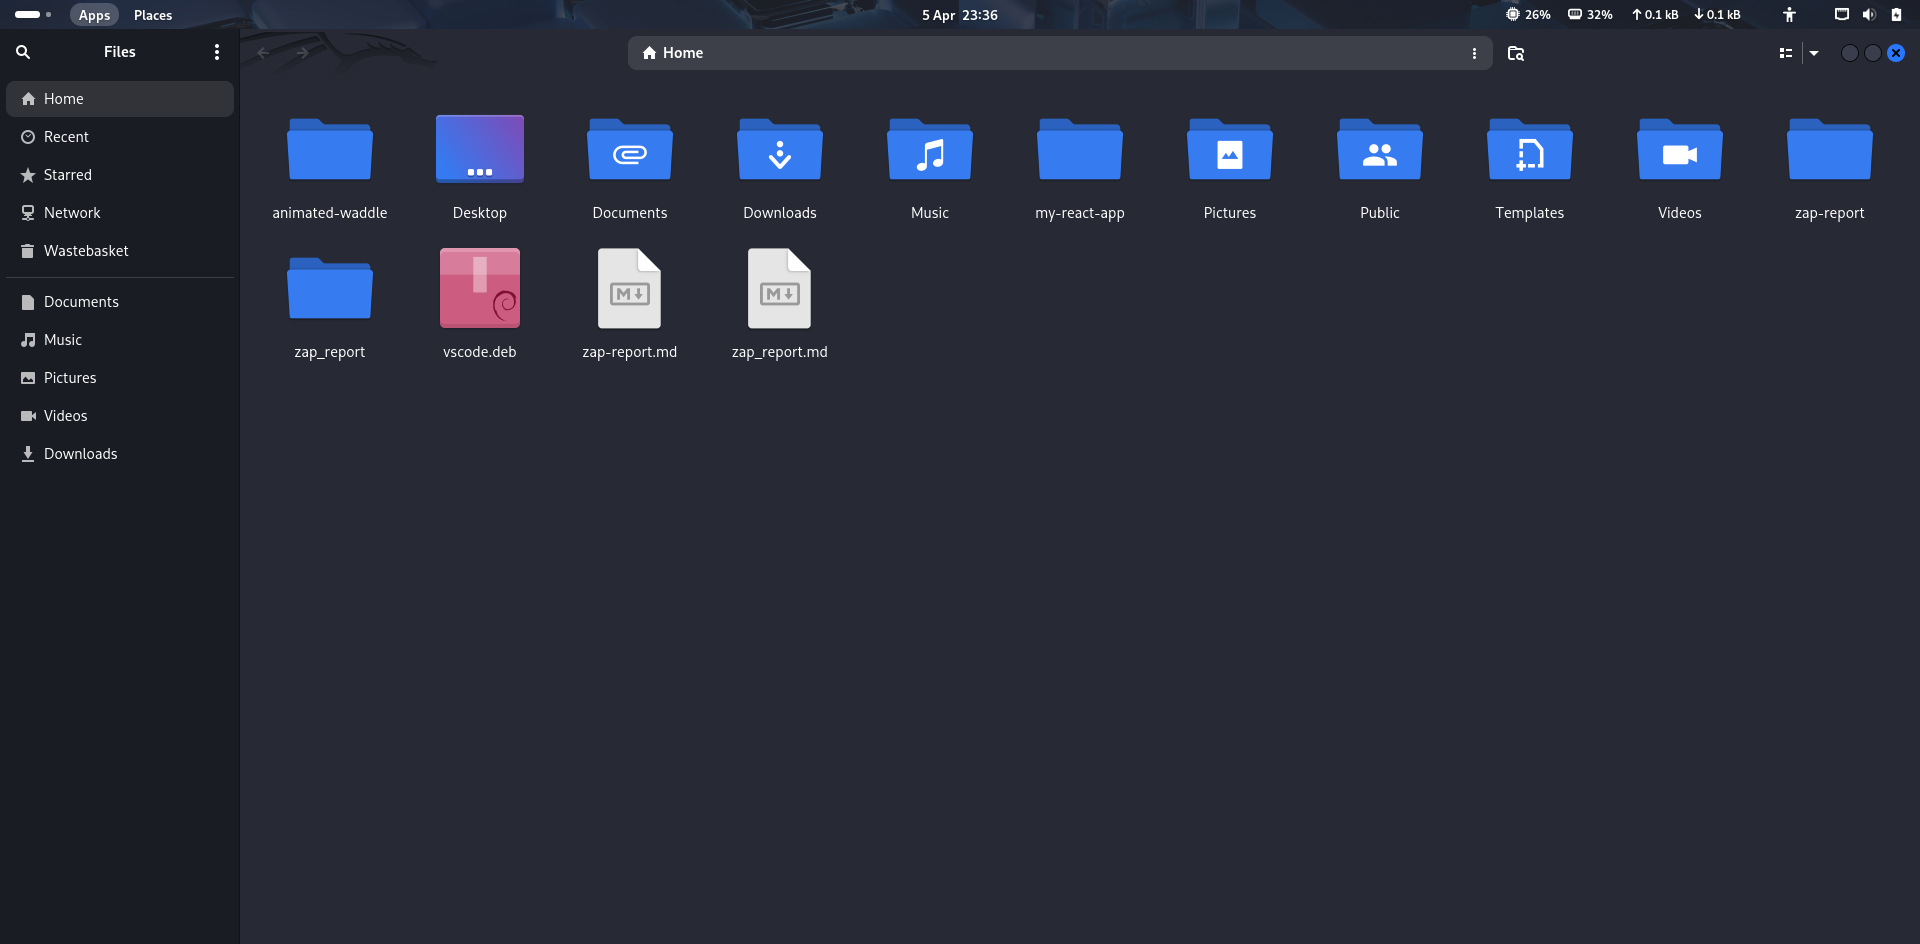 Apps Places 5 Apr 23:36 26% 32% 0.1 kB 0.1 kB
Files Home
Home
Recent
Starred
Network
Wastebasket
Documents
Music
Pictures
Videos
Downloads
animated-waddle Desktop Documents Downloads Music my-react-app Pictures Public Templates Videos zap-report
zap_report vscode.deb zap-report.md zap_report.md